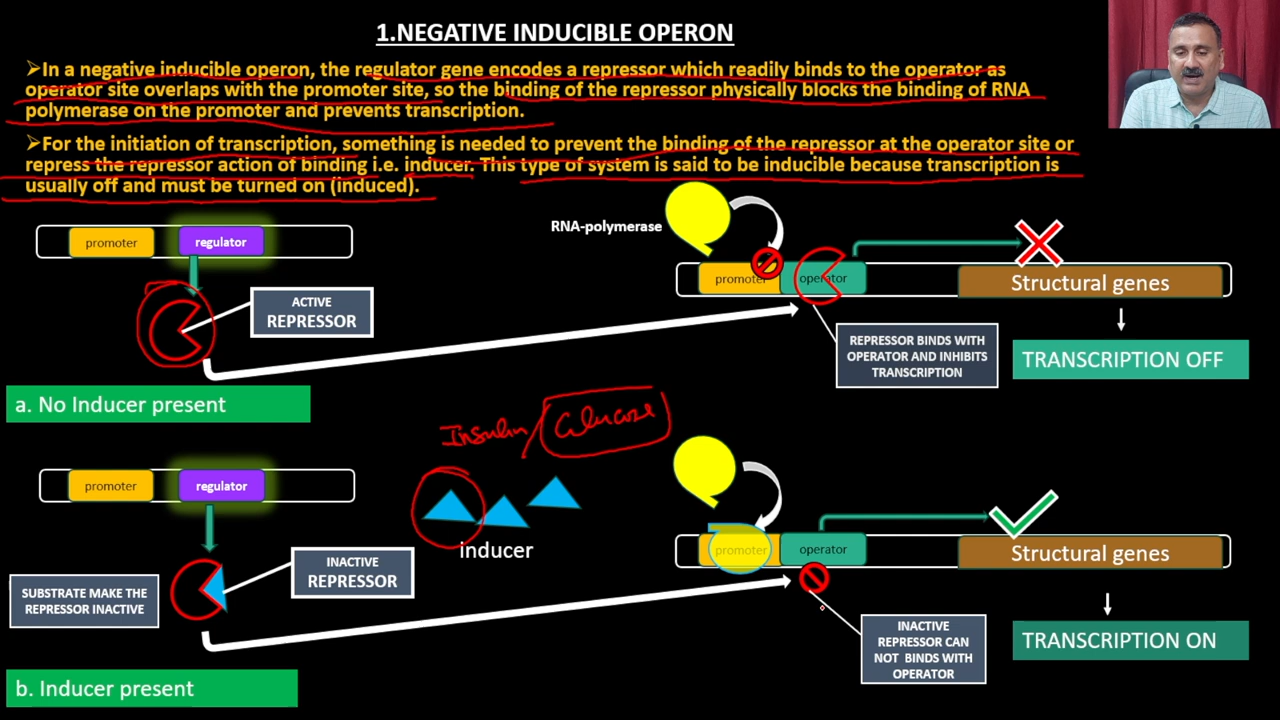 1.NEGATIVE INDUCIBLE OPERON
➢In a negative inducible operon, the regulator gene encodes a repressor which readily binds to the operator as
operator site overlaps with the promoter site, so the binding of the repressor physically blocks the binding of RNA
polymerase on the promoter and prevents transcription.
➢For the initiation of transcription, something is needed to prevent the binding of the repressor at the operator site or
repress the repressor action of binding i.e. inducer. This type of system is said to be inducible because transcription is
usually off and must be turned on (induced).
RNA-polymerase
promoter
regulator
promoter
operator
Structural genes
ACTIVE
REPRESSOR
REPRESSOR BINDS WITH
OPERATOR AND INHIBITS
TRANSCRIPTION
TRANSCRIPTION OFF
a. No Inducer present
Insulin/Glucose
promoter
regulator
inducer
promoter
operator
Structural genes
INACTIVE
REPRESSOR
SUBSTRATE MAKE THE
REPRESSOR INACTIVE
INACTIVE
REPRESSOR CAN
NOT BINDS WITH
OPERATOR
TRANSCRIPTION ON
b. Inducer present